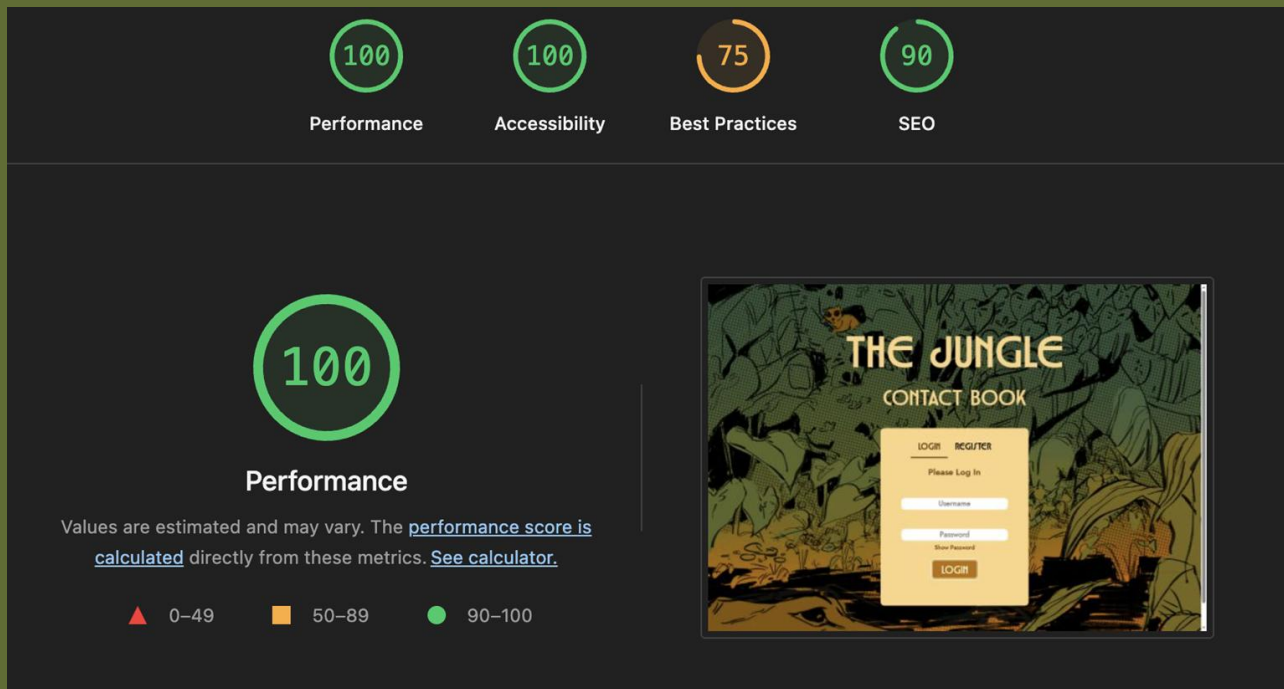 100
100
75
90
Performance
Accessibility
Best Practices
SEO
100
Performance
Values are estimated and may vary. The performance score is
calculated directly from these metrics. See calculator.
0–49
50–89
90–100
THE JUNGLE
CONTACT BOOK
LOGIN
REGISTER
Please Log In
Username
Password
Show Password
LOGIN